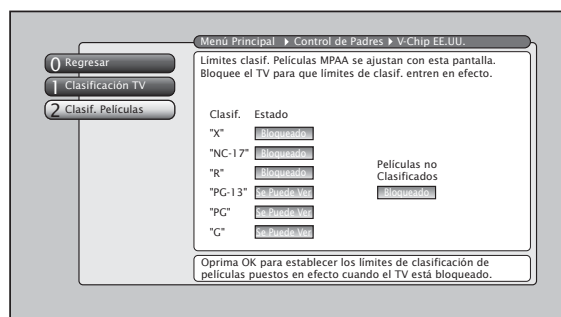 Menú Principal ▸ Control de Padres ▸ V-Chip EE.UU.
0 Regresar
1 Clasificación TV
2 Clasif. Películas
Límites clasif. Películas MPAA se ajustan con esta pantalla.
Bloquee el TV para que límites de clasif. entren en efecto.
Clasif. Estado
"X" Bloqueado
"NC-17" Bloqueado
"R" Bloqueado
"PG-13" Se Puede Ver
"PG" Se Puede Ver
"G" Se Puede Ver
Películas no
Clasificados
Bloqueado
Oprima OK para establecer los límites de clasificación de
películas puestos en efecto cuando el TV está bloqueado.